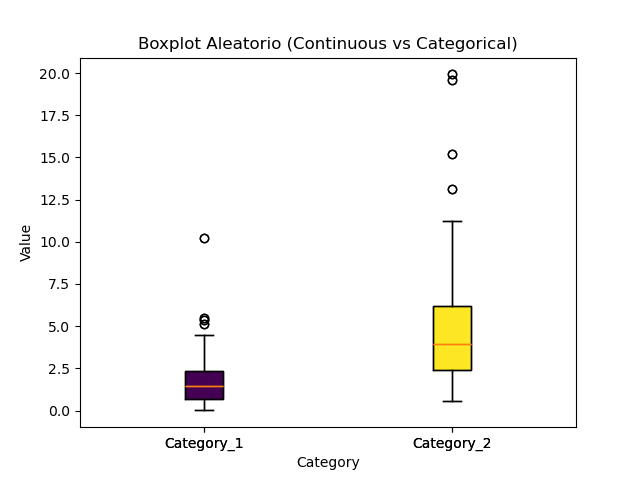 Boxplot Aleatorio (Continuous vs Categorical)
20.0
17.5
15.0
12.5
10.0
7.5
5.0
2.5
0.0
Value
Category_1
Category_2
Category